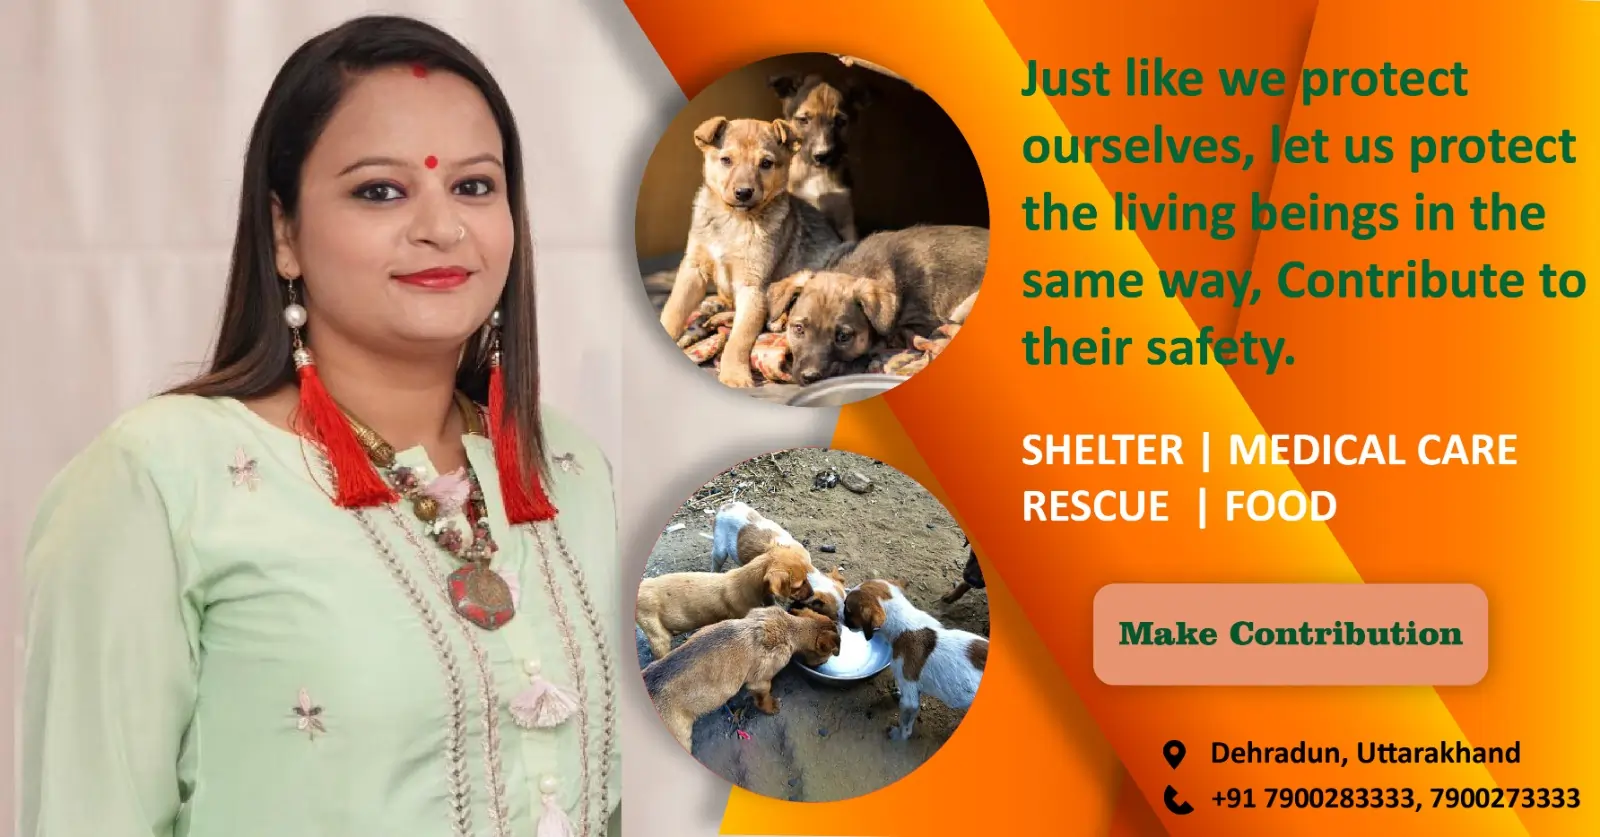 Just like we protect
ourselves, let us protect
the living beings in the
same way, Contribute to
their safety.
SHELTER | MEDICAL CARE
RESCUE | FOOD
Make Contribution
Dehradun, Uttarakhand
+91 7900283333, 7900273333